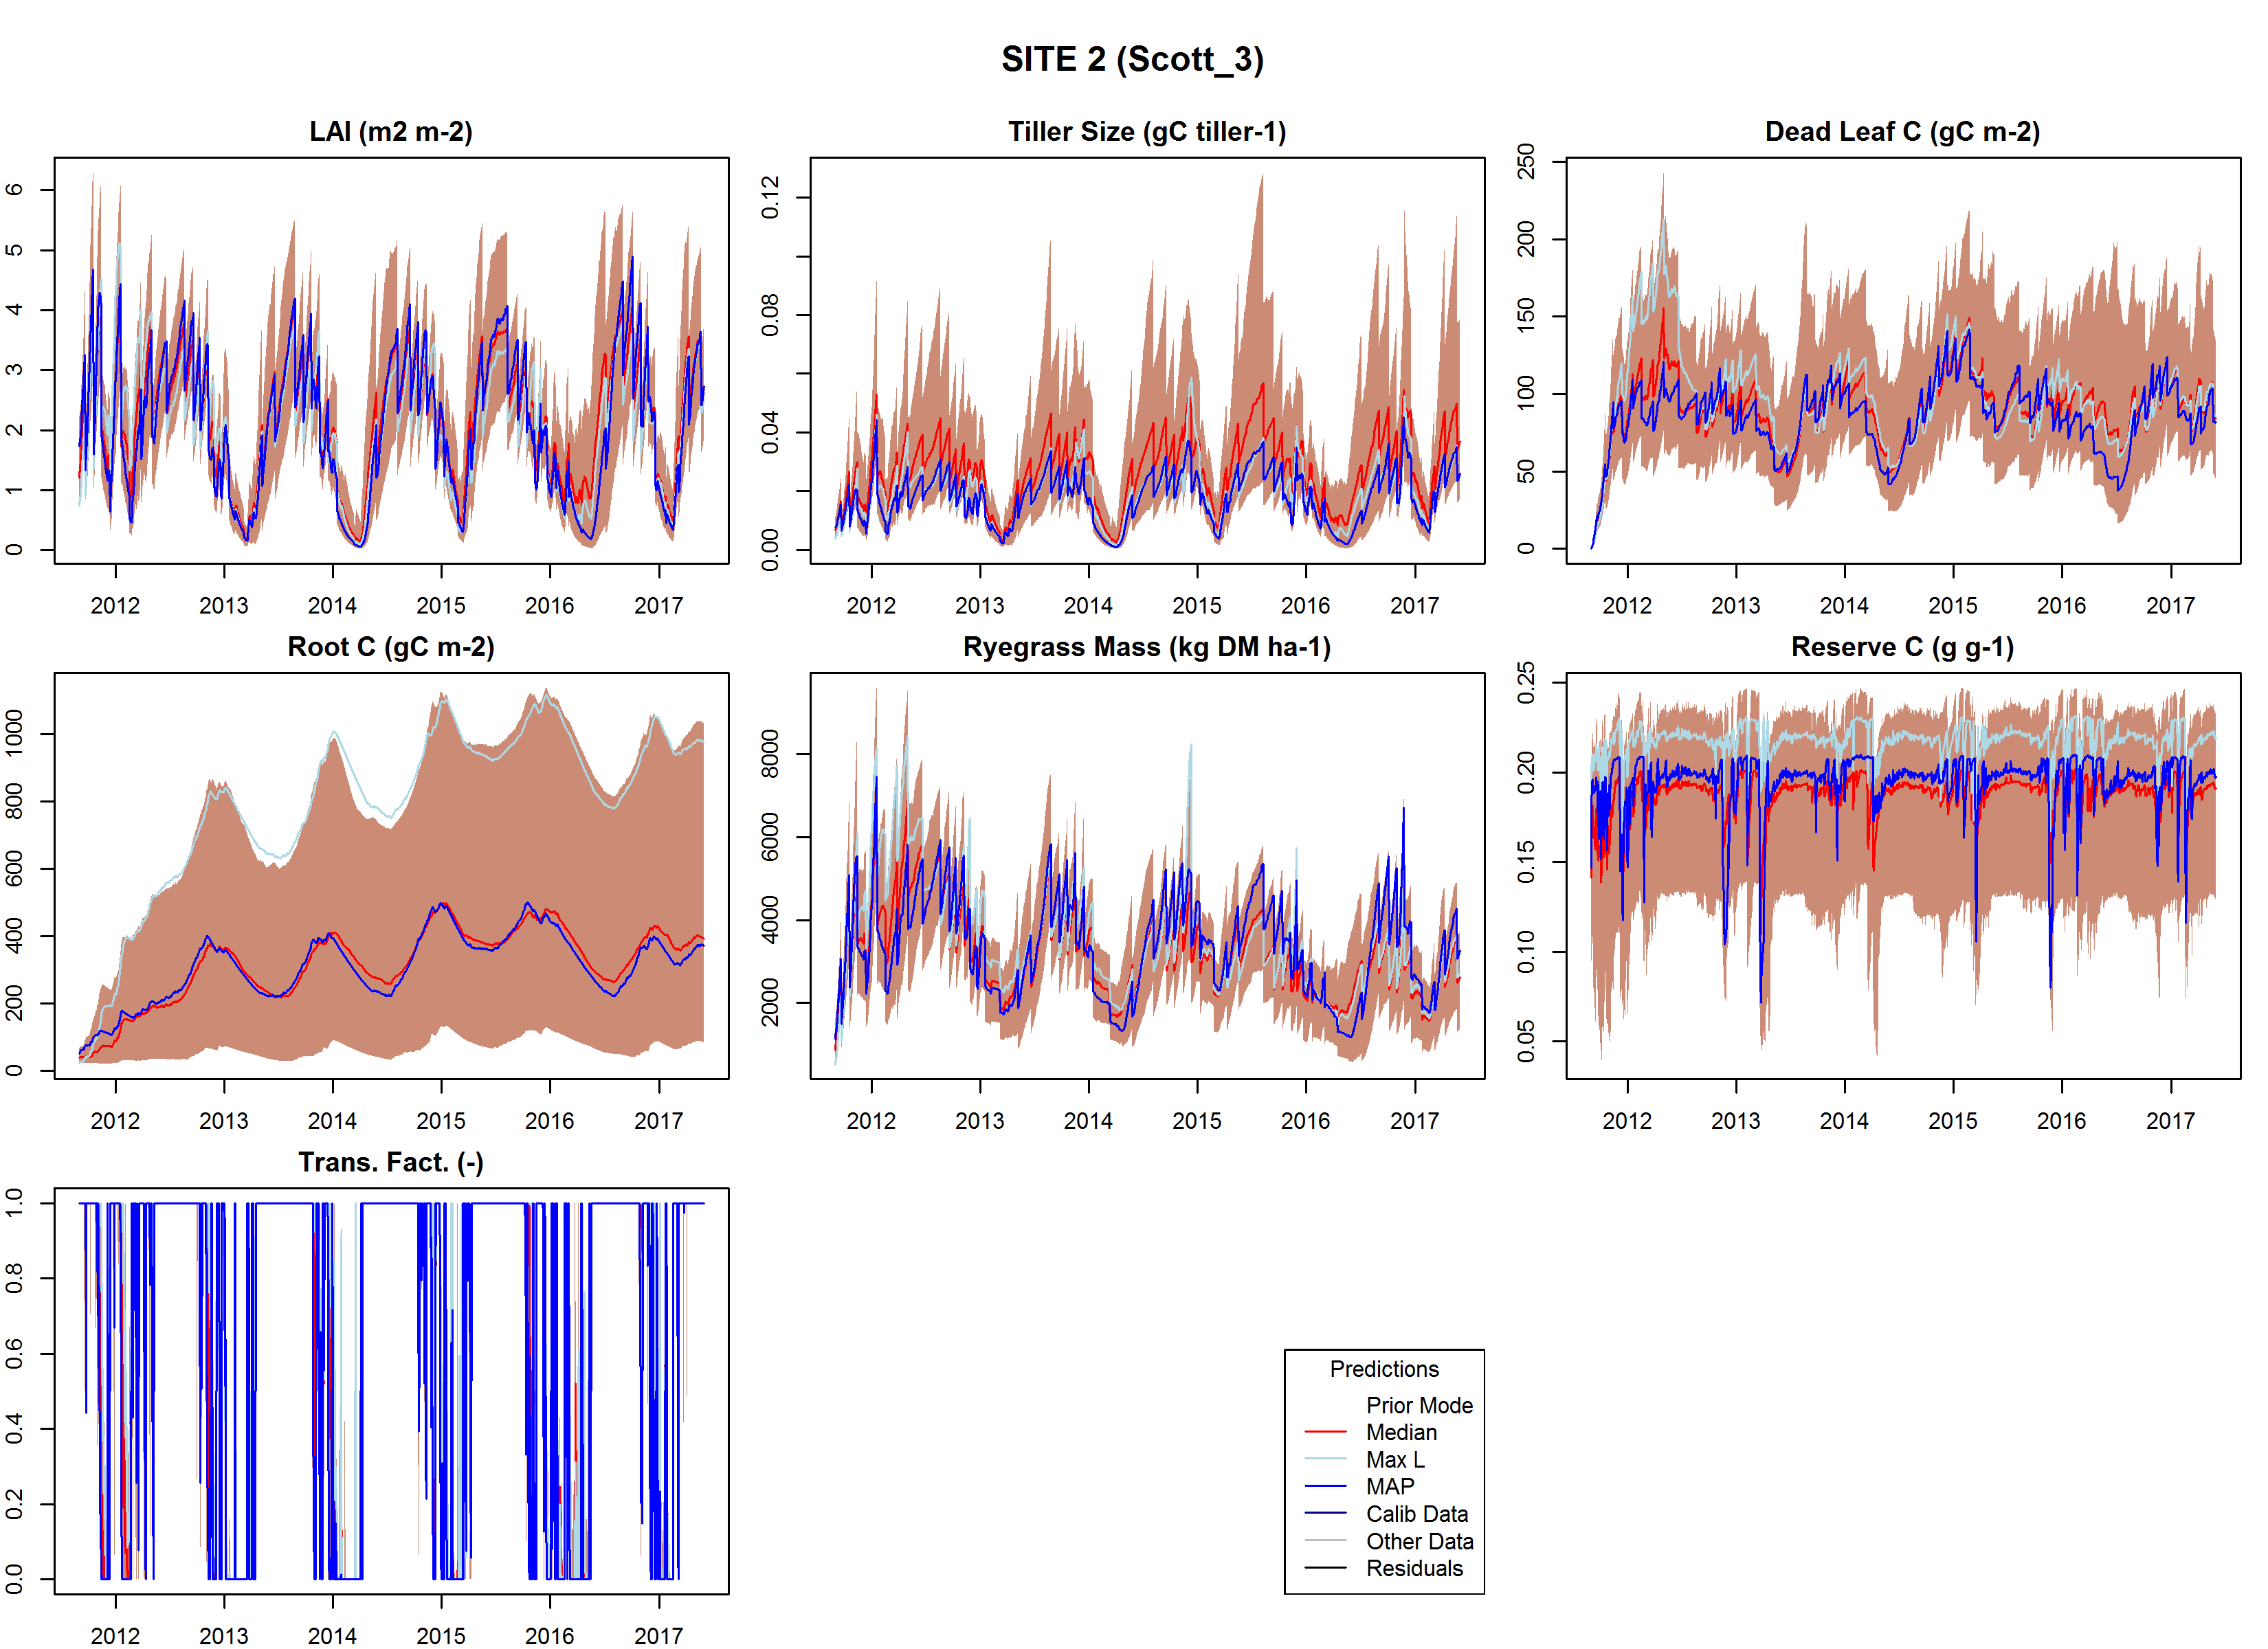 SITE 2 (Scott_3)
LAI (m2 m-2)
0 1 2 3 4 5 6
2012 2013 2014 2015 2016 2017
Tiller Size (gC tiller-1)
0.00 0.04 0.08 0.12
2012 2013 2014 2015 2016 2017
Dead Leaf C (gC m-2)
0 50 100 150 200 250
2012 2013 2014 2015 2016 2017
Root C (gC m-2)
0 200 400 600 800 1000
2012 2013 2014 2015 2016 2017
Ryegrass Mass (kg DM ha-1)
2000 4000 6000 8000
2012 2013 2014 2015 2016 2017
Reserve C (g g-1)
0.05 0.10 0.15 0.20 0.25
2012 2013 2014 2015 2016 2017
Trans. Fact. (-)
0.0 0.2 0.4 0.6 0.8 1.0
2012 2013 2014 2015 2016 2017
Predictions
Prior Mode
Median
Max L
MAP
Calib Data
Other Data
Residuals